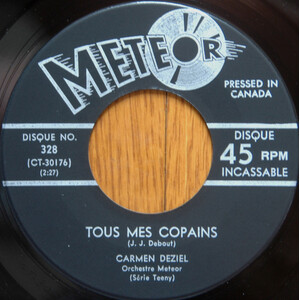 METEOR
PRESSED IN
CANADA
DISQUE NO.
328
(CT-30176)
(2:27)
DISQUE
45 RPM
INCASSABLE
TOUS MES COPAINS
(J. J. Debout)
CARMEN DEZIEL
Orchestre Meteor
(Série Teeny)